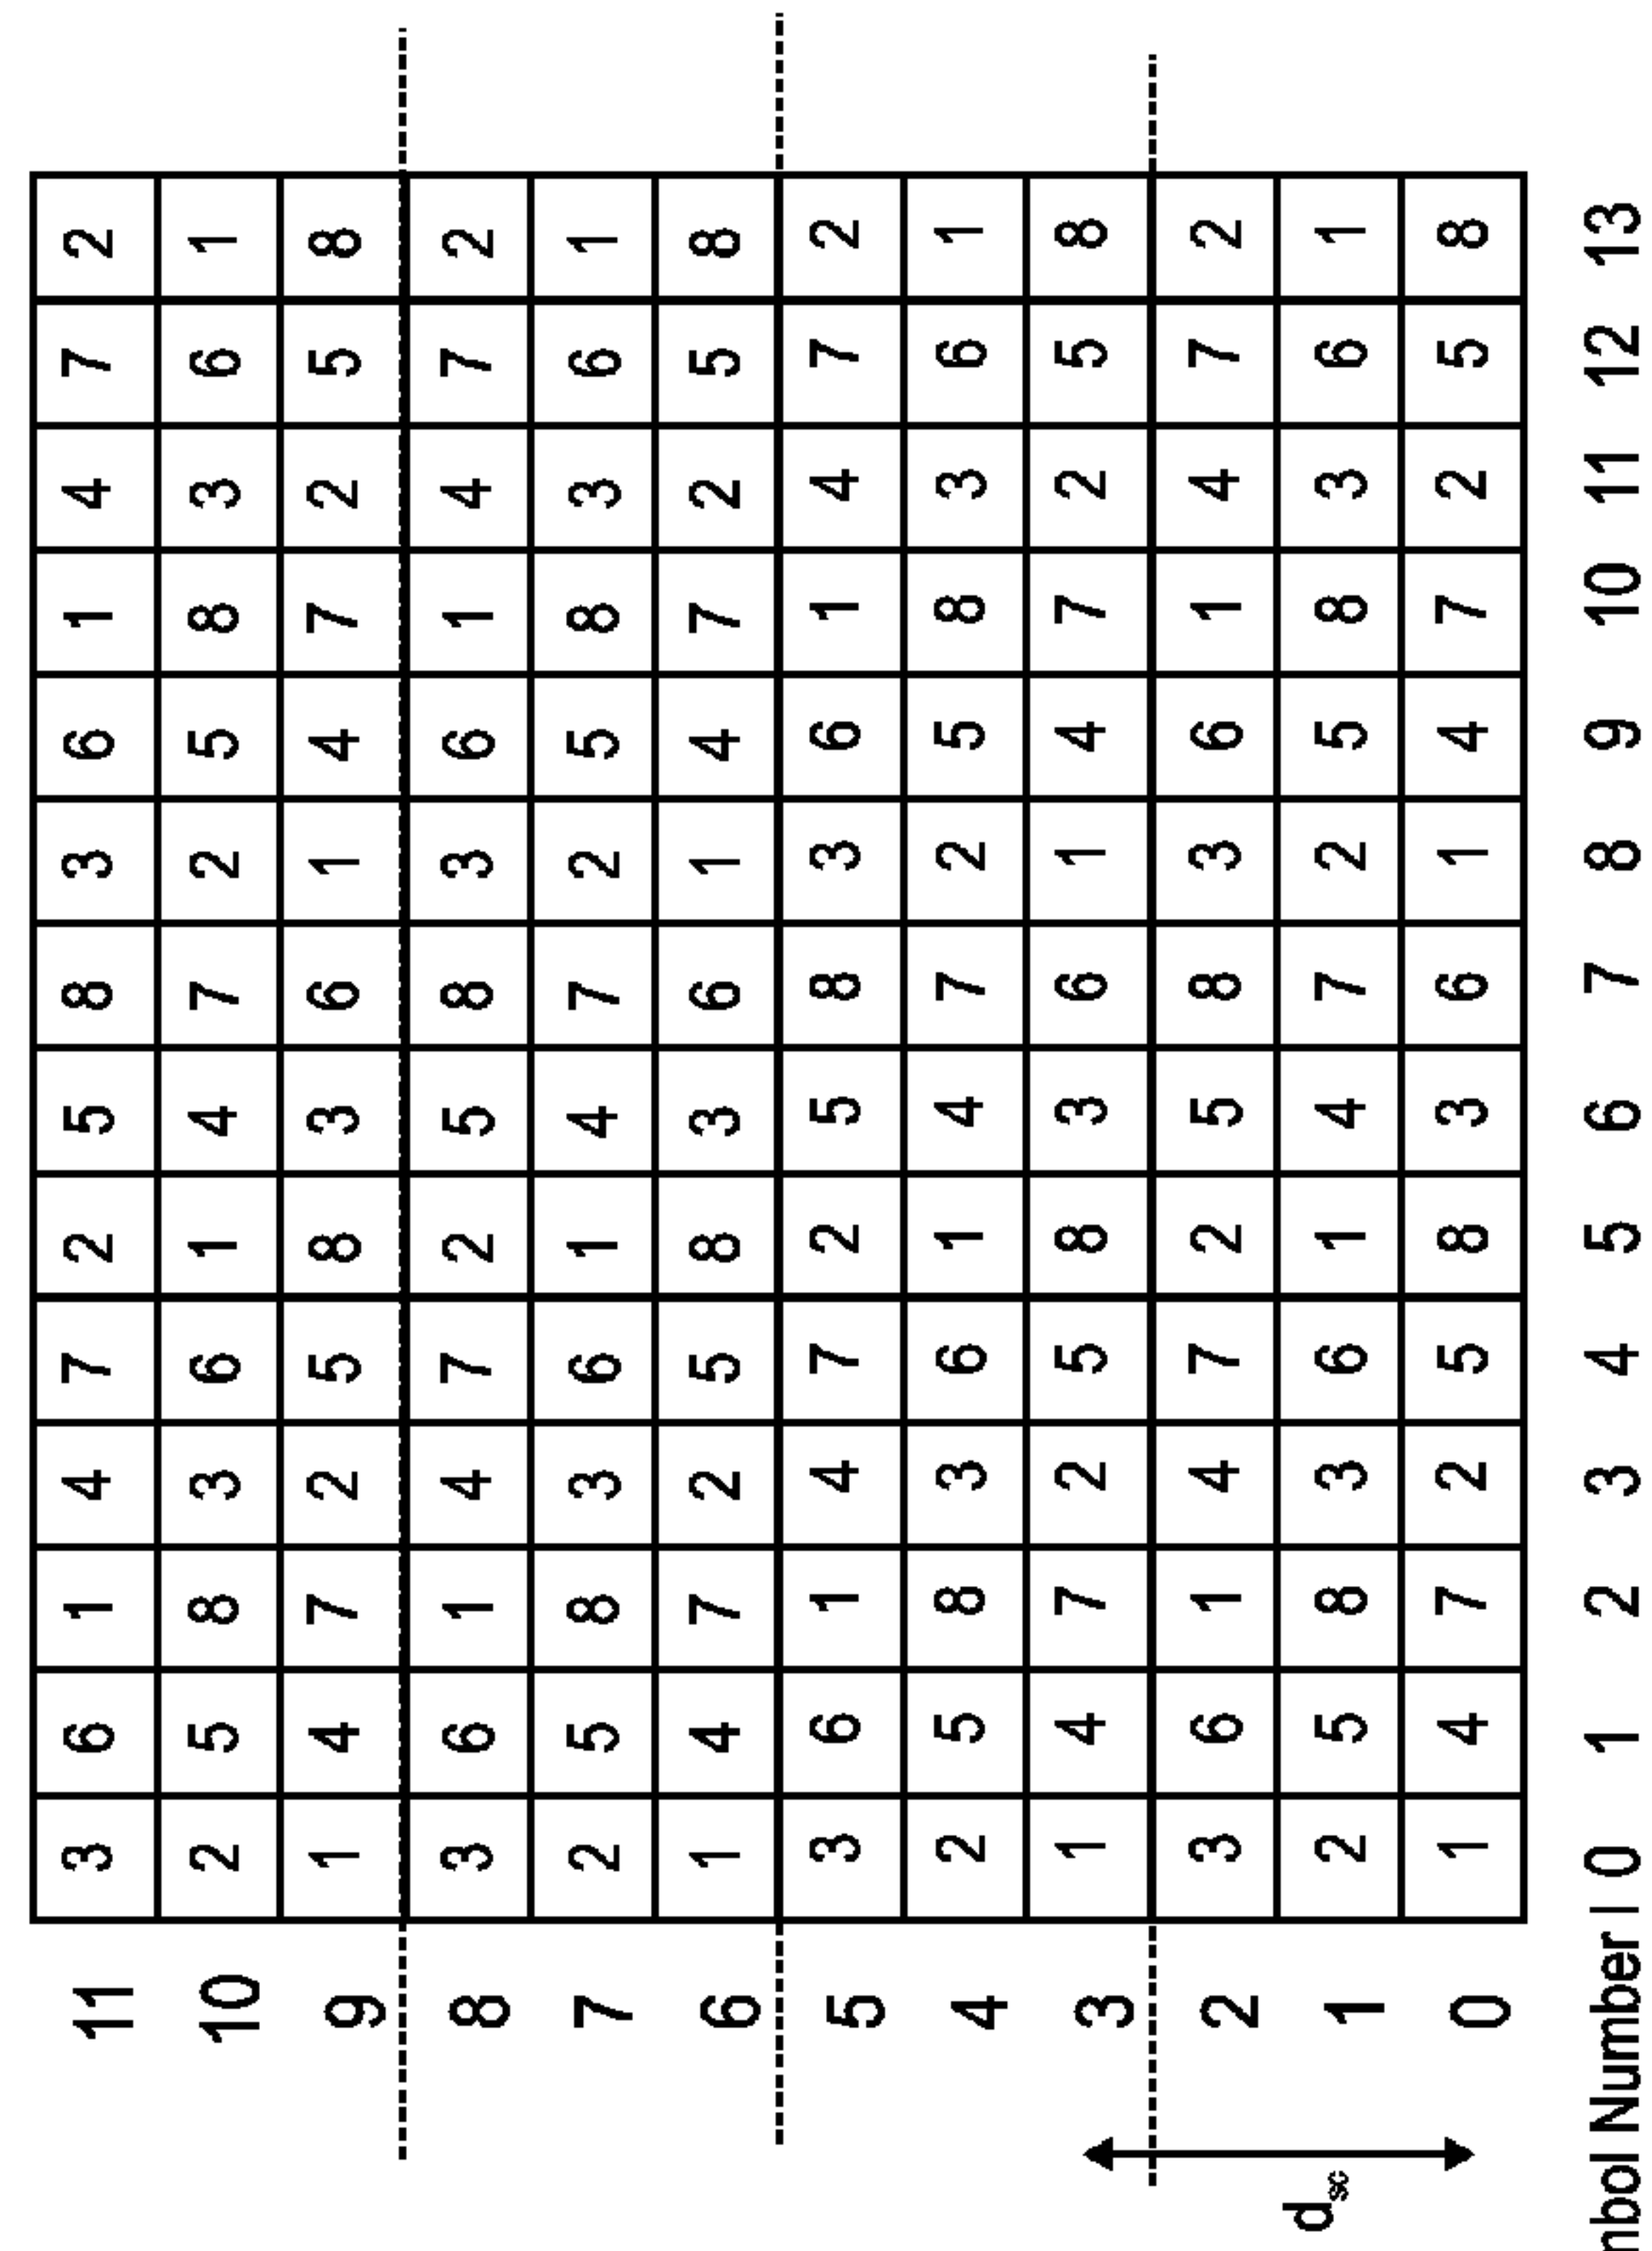 11 3 6 1 4 7 2 5 8 3 6 1 4 7 2
10 2 5 8 3 6 1 4 7 2 5 8 3 6 1
9 1 4 7 2 5 8 3 6 1 4 7 2 5 8
8 3 6 1 4 7 2 5 8 3 6 1 4 7 2
7 2 5 8 3 6 1 4 7 2 5 8 3 6 1
6 1 4 7 2 5 8 3 6 1 4 7 2 5 8
5 3 6 1 4 7 2 5 8 3 6 1 4 7 2
4 2 5 8 3 6 1 4 7 2 5 8 3 6 1
3 1 4 7 2 5 8 3 6 1 4 7 2 5 8
2 3 6 1 4 7 2 5 8 3 6 1 4 7 2
dsc
1 2 5 8 3 6 1 4 7 2 5 8 3 6 1
0 1 4 7 2 5 8 3 6 1 4 7 2 5 8
mbol Number l 0 1 2 3 4 5 6 7 8 9 10 11 12 13